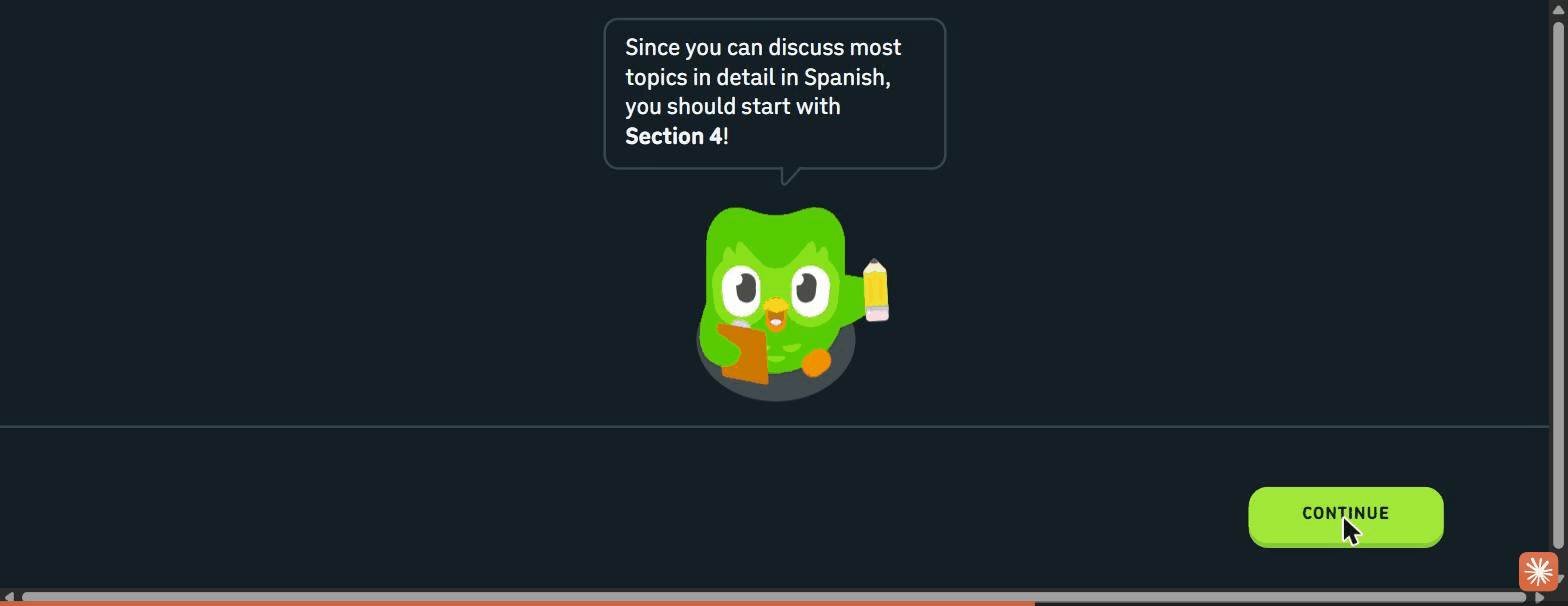 Since you can discuss most
topics in detail in Spanish,
you should start with
Section 4!
CONTINUE